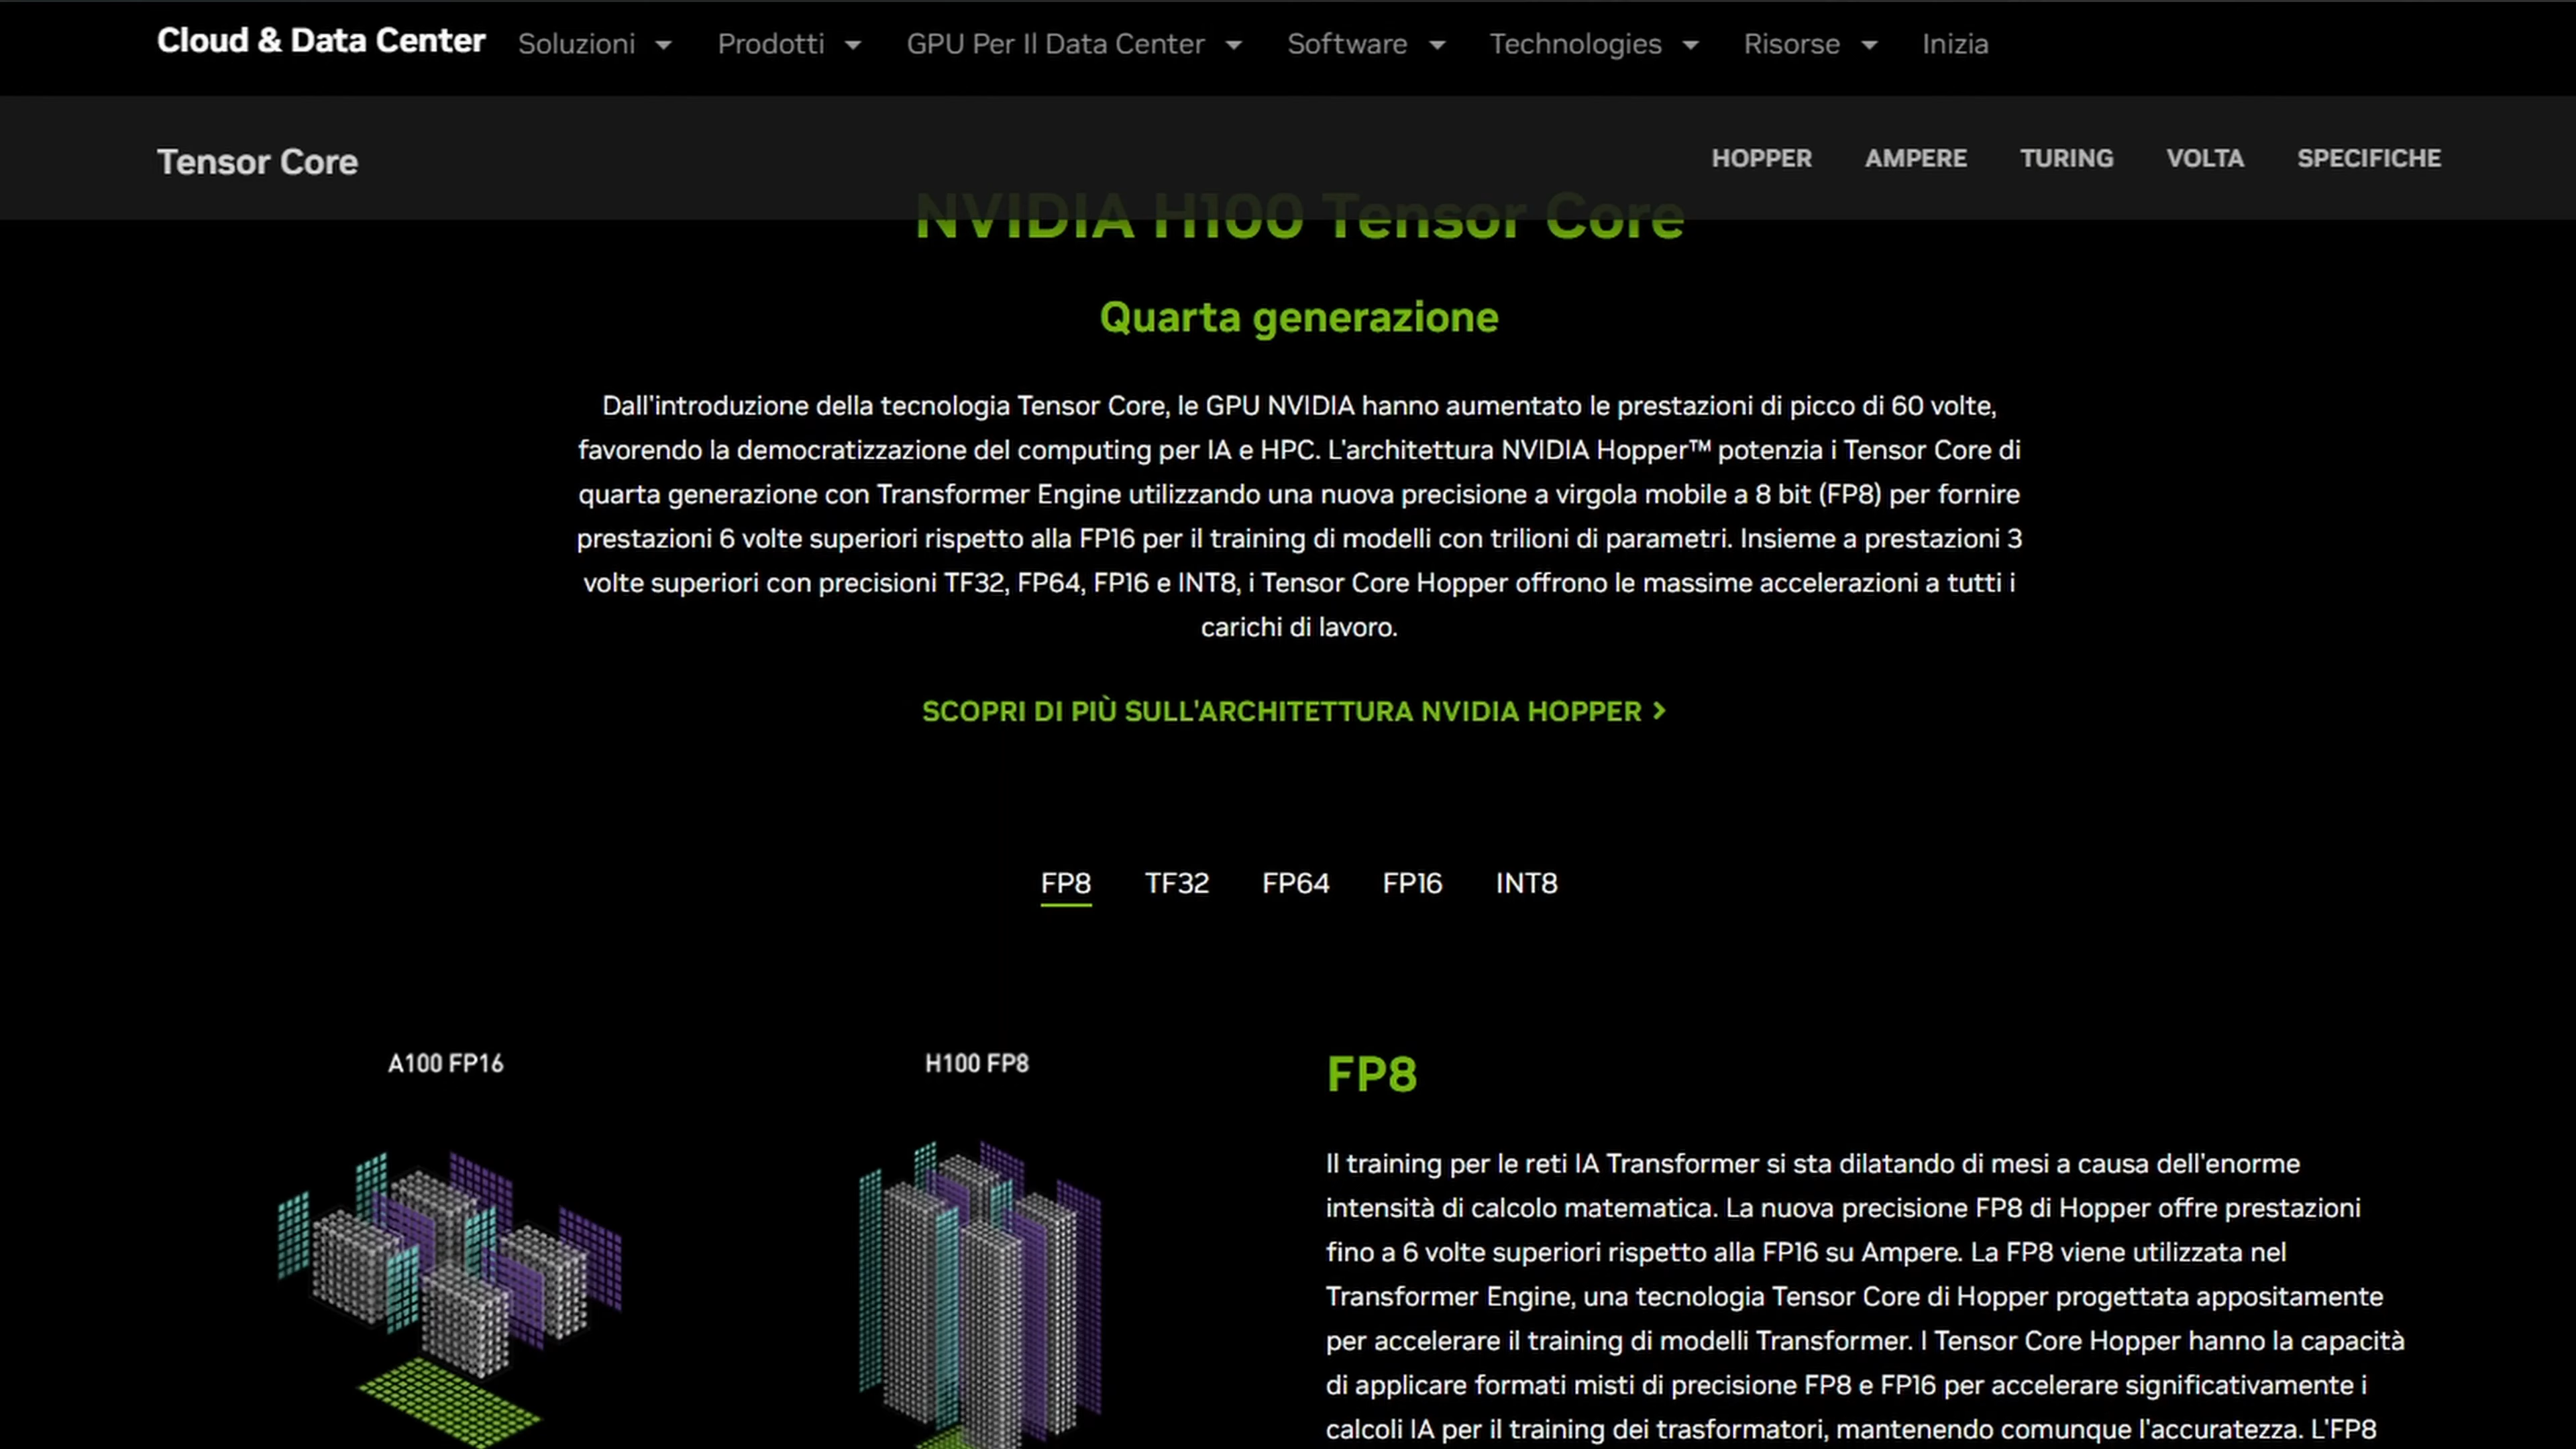 Cloud & Data Center Soluzioni Prodotti GPU Per Il Data Center Software Technologies Risorse Inizia
Tensor Core HOPPER AMPERE TURING VOLTA SPECIFICHE
NVIDIA H100 Tensor Core
Quarta generazione
Dall'introduzione della tecnologia Tensor Core, le GPU NVIDIA hanno aumentato le prestazioni di picco di 60 volte,
favorendo la democratizzazione del computing per IA e HPC. L'architettura NVIDIA Hopper™ potenzia i Tensor Core di
quarta generazione con Transformer Engine utilizzando una nuova precisione a virgola mobile a 8 bit (FP8) per fornire
prestazioni 6 volte superiori rispetto alla FP16 per il training di modelli con trilioni di parametri. Insieme a prestazioni 3
volte superiori con precisioni TF32, FP64, FP16 e INT8, i Tensor Core Hopper offrono le massime accelerazioni a tutti i
carichi di lavoro.
SCOPRI DI PIÙ SULL'ARCHITETTURA NVIDIA HOPPER >
FP8 TF32 FP64 FP16 INT8
A100 FP16
H100 FP8
FP8
Il training per le reti IA Transformer si sta dilatando di mesi a causa dell'enorme
intensità di calcolo matematica. La nuova precisione FP8 di Hopper offre prestazioni
fino a 6 volte superiori rispetto alla FP16 su Ampere. La FP8 viene utilizzata nel
Transformer Engine, una tecnologia Tensor Core di Hopper progettata appositamente
per accelerare il training di modelli Transformer. I Tensor Core Hopper hanno la capacità
di applicare formati misti di precisione FP8 e FP16 per accelerare significativamente i
calcoli IA per il training dei trasformatori, mantenendo comunque l'accuratezza. L'FP8